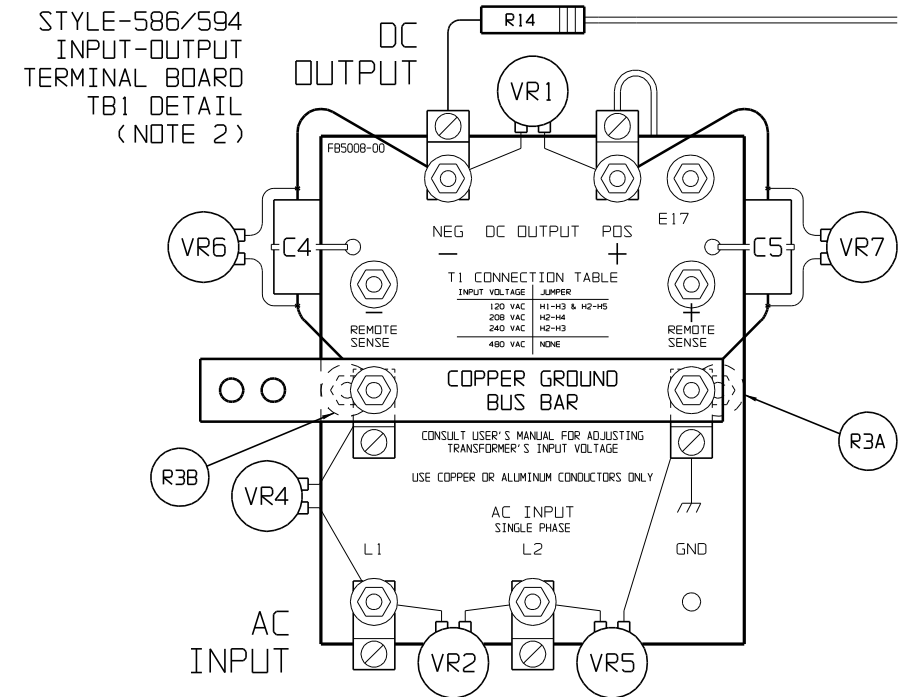 STYLE-586/594
INPUT-OUTPUT
TERMINAL BOARD
TB1 DETAIL
(NOTE 2)
DC
OUTPUT
R14
VR1
FB5008-00
E17
NEG DC OUTPUT POS
− +
VR6
C4
C5
VR7
T1 CONNECTION TABLE
INPUT VOLTAGE JUMPER
120 VAC H1-H3 & H2-H5
208 VAC H2-H4
240 VAC H2-H3
480 VAC NONE
−
REMOTE
SENSE
+
REMOTE
SENSE
COPPER GROUND
BUS BAR
R3B
R3A
CONSULT USER'S MANUAL FOR ADJUSTING
TRANSFORMER'S INPUT VOLTAGE
USE COPPER OR ALUMINUM CONDUCTORS ONLY
VR4
AC INPUT
SINGLE PHASE
L1
L2
GND
AC
INPUT
VR2
VR5